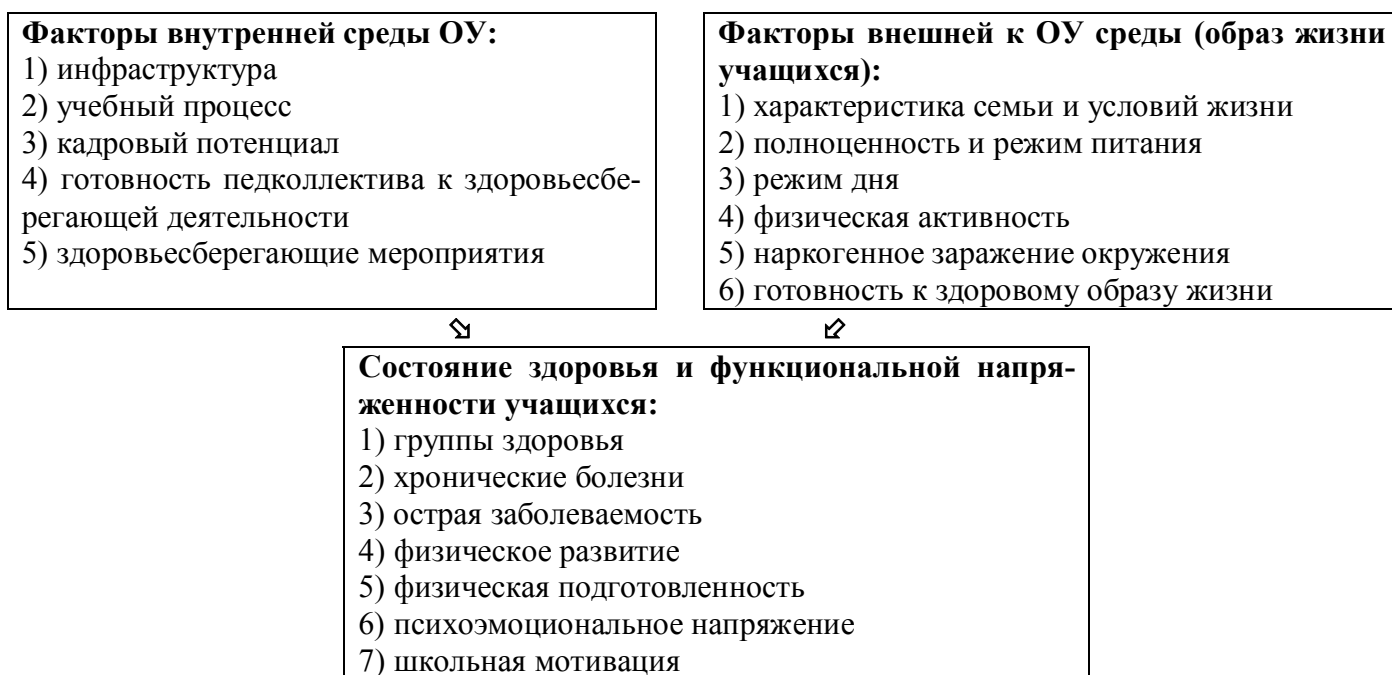 Факторы внутренней среды ОУ:
1) инфраструктура
2) учебный процесс
3) кадровый потенциал
4) готовность педколлектива к здоровьесбе-
регающей деятельности
5) здоровьесберегающие мероприятия
Факторы внешней к ОУ среды (образ жизни
учащихся):
1) характеристика семьи и условий жизни
2) полноценность и режим питания
3) режим дня
4) физическая активность
5) наркогенное заражение окружения
6) готовность к здоровому образу жизни
Состояние здоровья и функциональной напря-
женности учащихся:
1) группы здоровья
2) хронические болезни
3) острая заболеваемость
4) физическое развитие
5) физическая подготовленность
6) психоэмоциональное напряжение
7) школьная мотивация